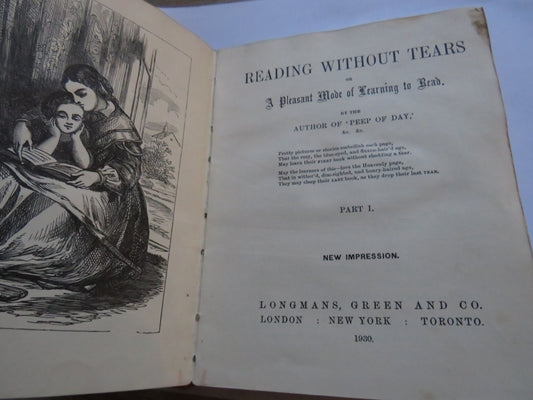 READING WITHOUT TEARS
OR
A Pleasant Mode of Learning to Read.
BY THE
AUTHOR OF 'PEEP OF DAY,'
&c. &c.
Pretty pictures or stories embellish each page,
That the rosy, the blue-eyed, and flaxen-hair'd age,
May learn their FIRST book without shedding a tear.
May the learners of this—love the Heavenly page,
That in wither'd, dim-sighted, and hoary-haired age,
They may clasp their LAST book, as they drop their last TEAR.
PART I.
NEW IMPRESSION.
LONGMANS, GREEN AND CO.
LONDON : NEW YORK : TORONTO.
1930.